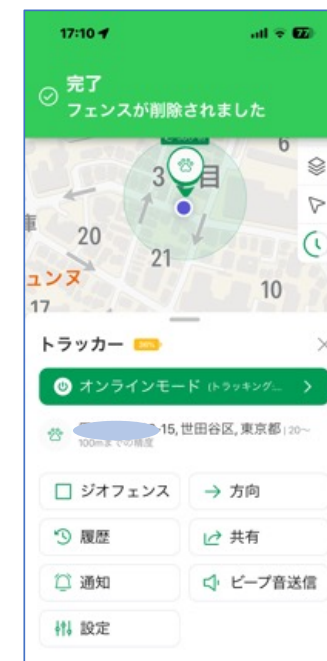 17:10
77
完了
フェンスが削除されました
6
3
目
庫
20
21
ュンヌ
10
17
トラッカー
オンラインモード (トラッキング...
-15, 世田谷区, 東京都 | 20~
100mまでの精度
ジオフェンス
方向
履歴
共有
通知
ビープ音送信
設定